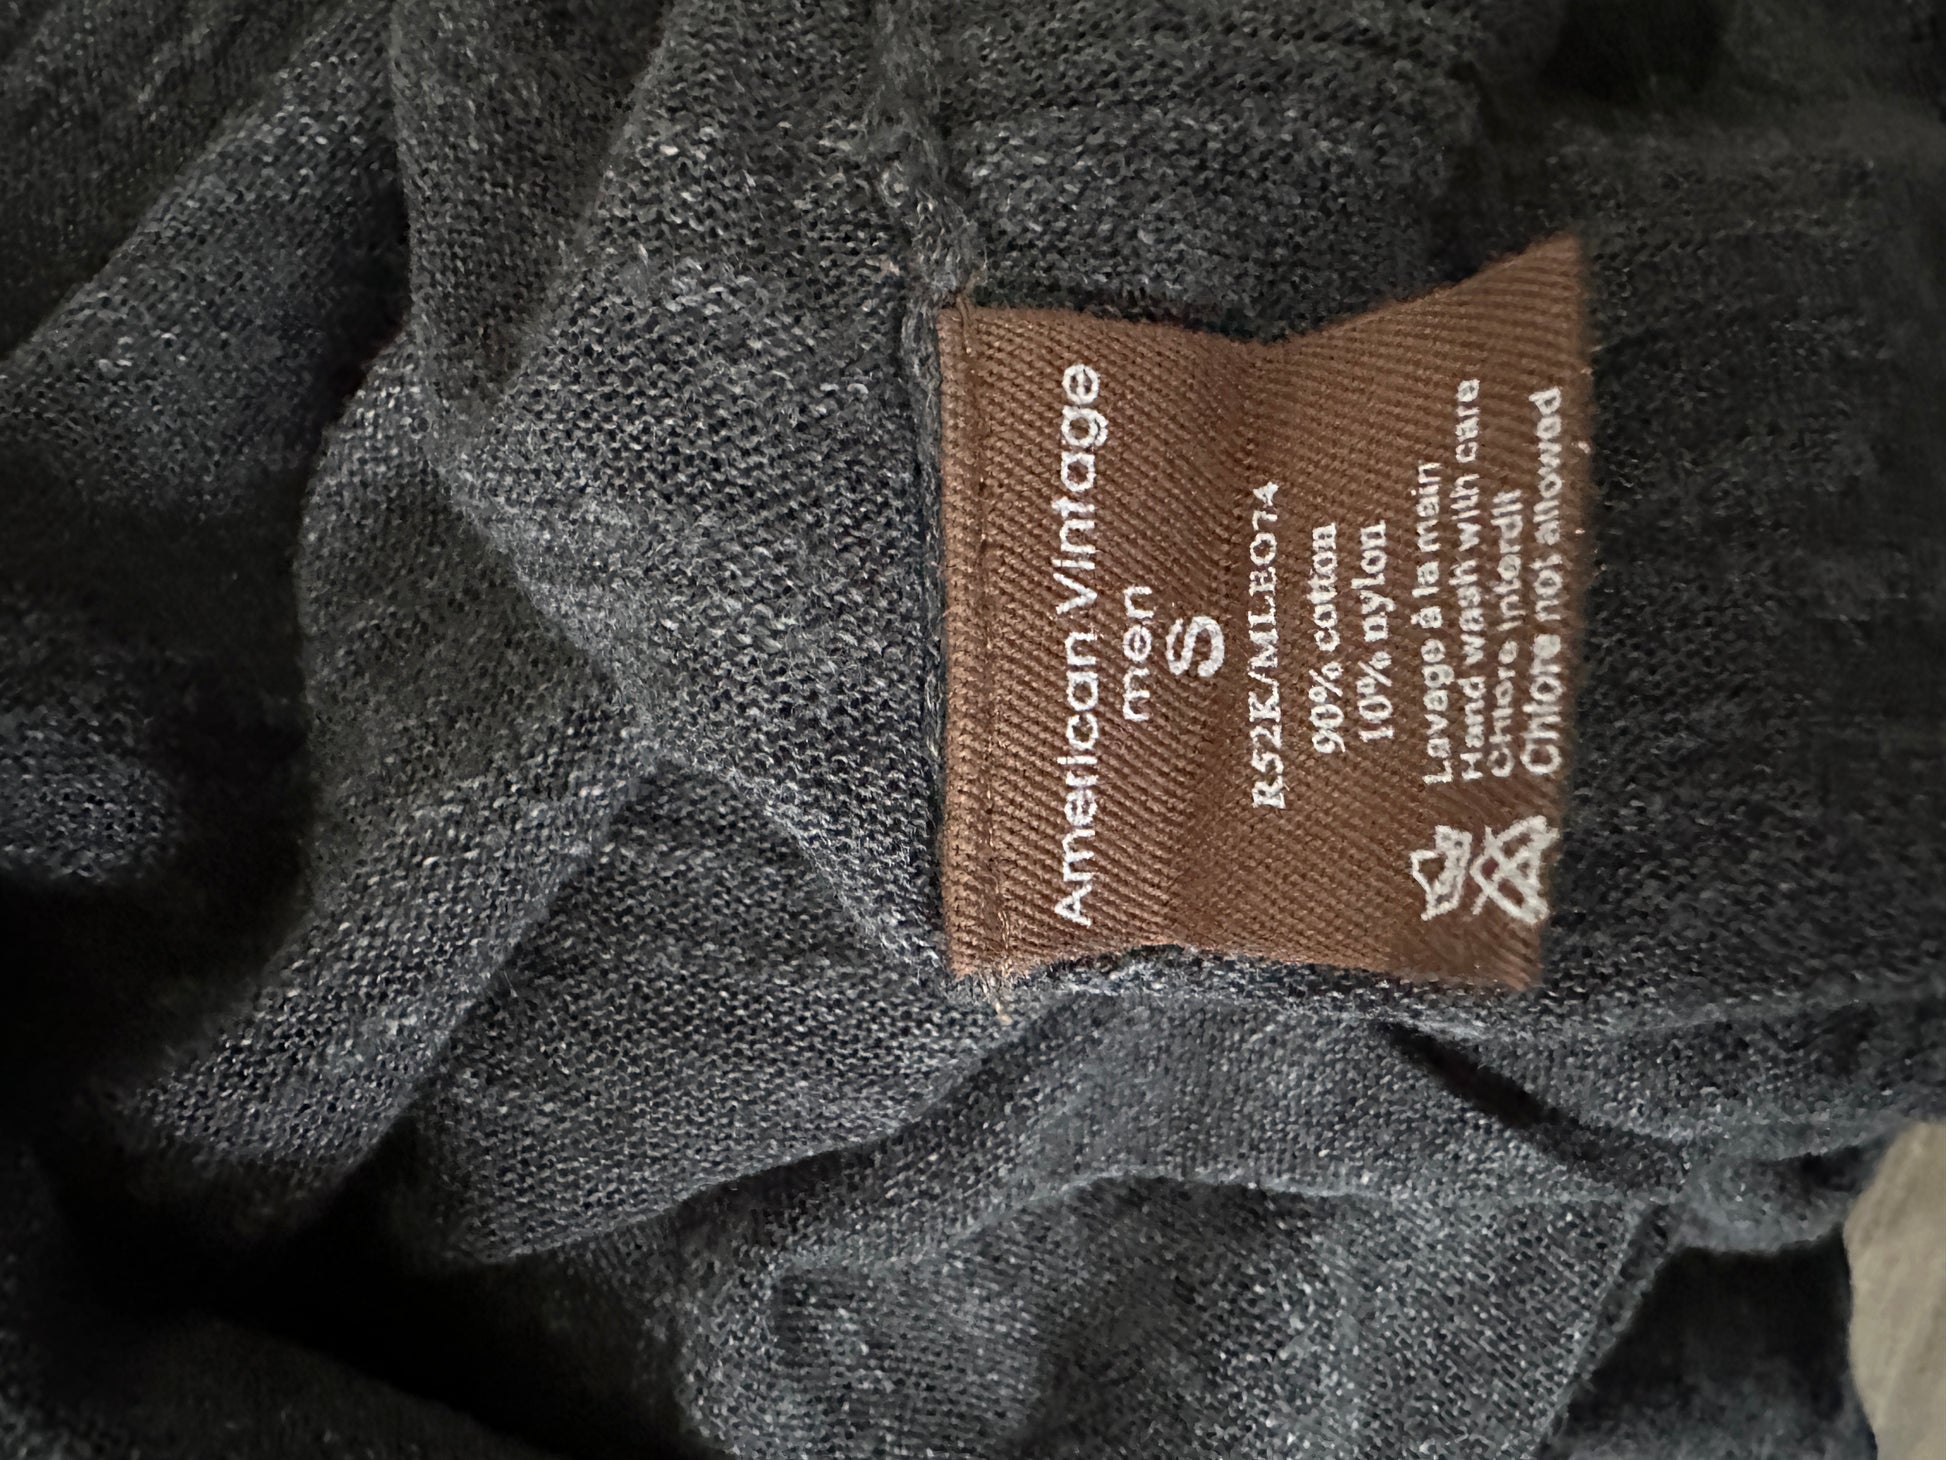 American Vintage
men
S
R52K/MLEO7A
90% cotton
10% nylon
Lavage à la main
Hand wash with care
Chlore interdit
Chlore not allowed